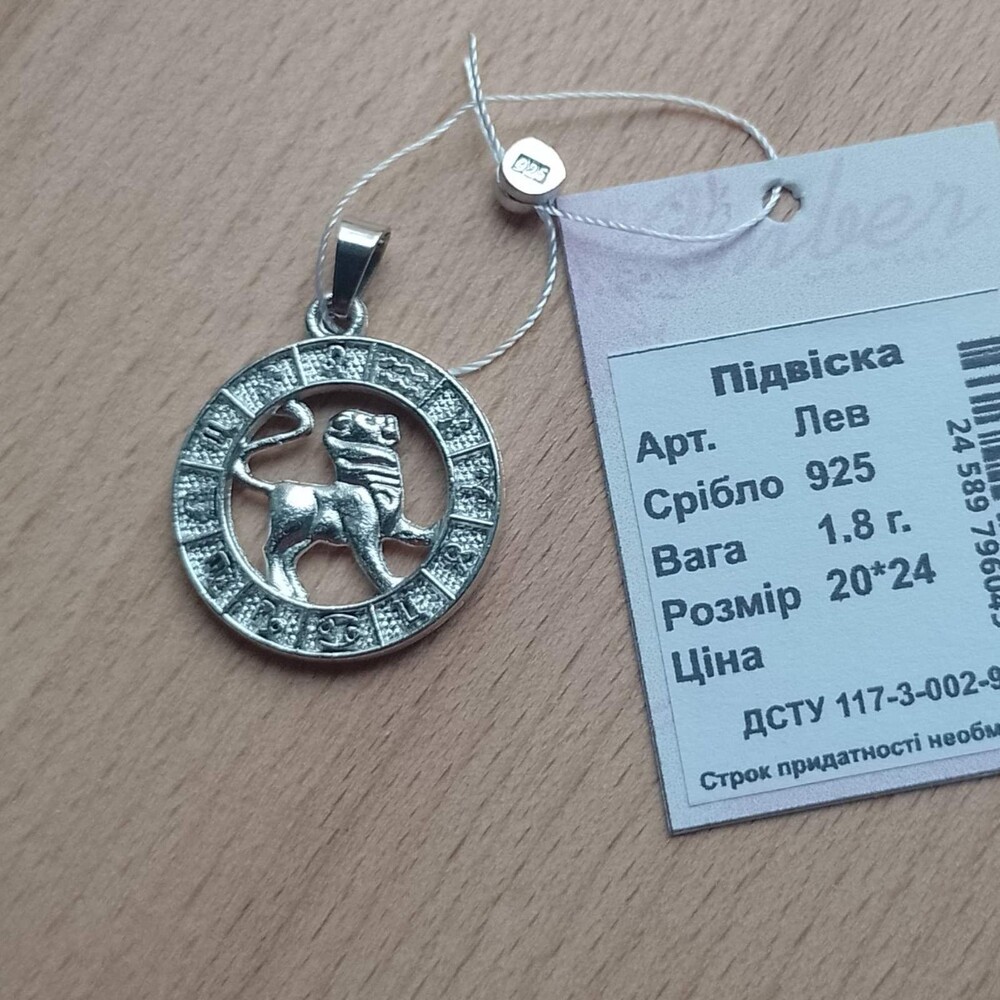 925
Підвіска
Арт. Лев
Срібло 925
Вага 1.8 г.
Розмір 20*24
Ціна
ДСТУ 117-3-002-9
Строк придатності необм
24 589 796045